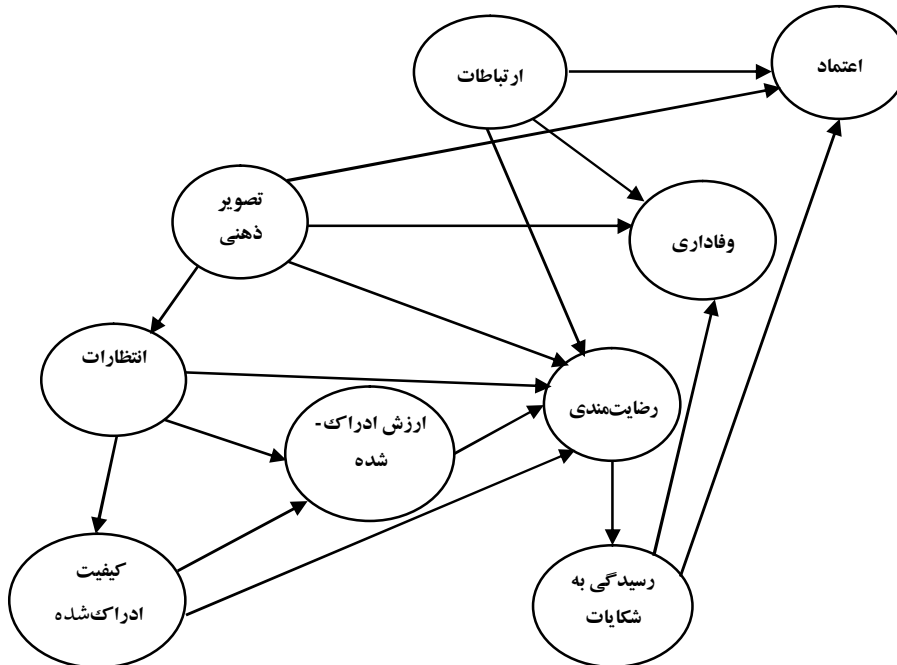 اعتماد
ارتباطات
تصویر
ذهنی
وفاداری
انتظارات
رضایت‌مندی
ارزش ادراک-
شده
کیفیت
ادراک‌شده
رسیدگی به
شکایات